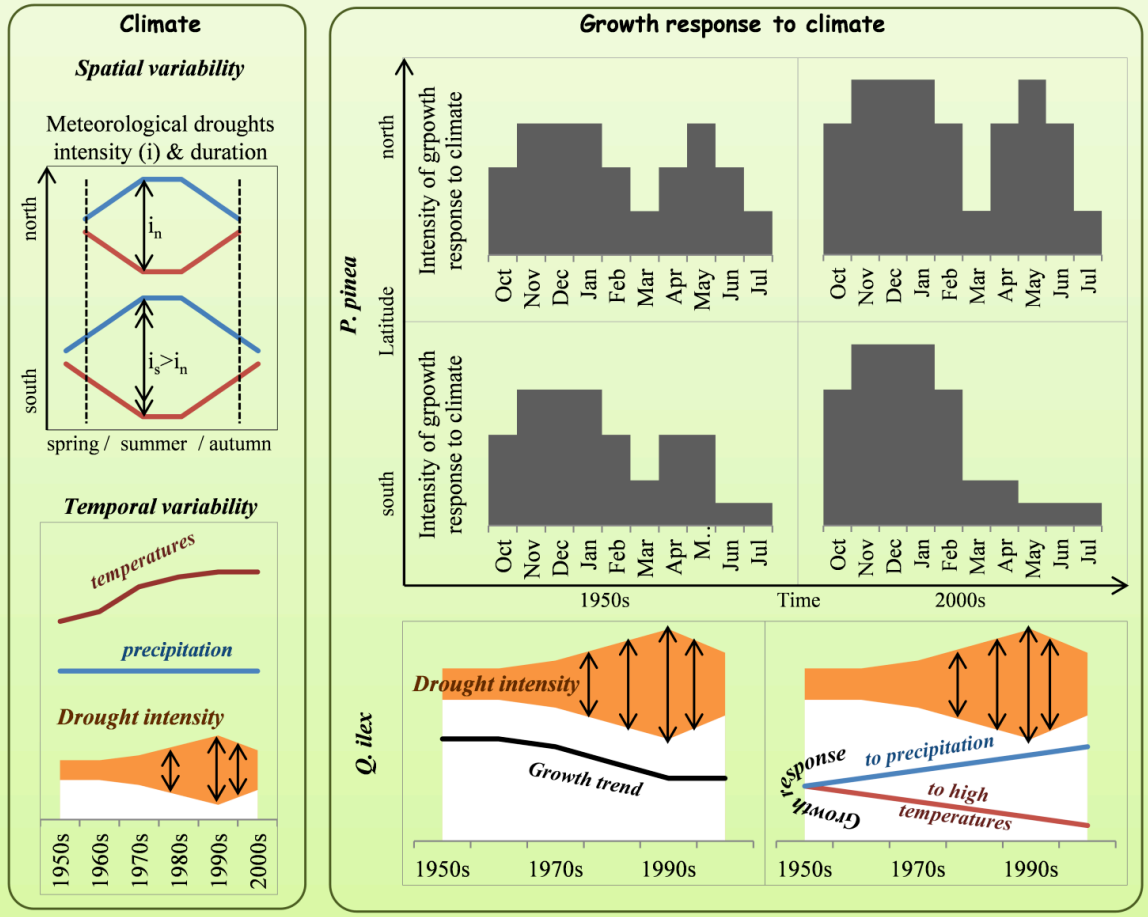 Climate
Spatial variability
Meteorological droughts
intensity (i) & duration
north
in
south
is>in
spring / summer / autumn
Temporal variability
temperatures
precipitation
Drought intensity
1950s
1960s
1970s
1980s
1990s
2000s
Growth response to climate
P. pinea
Latitude
north
Intensity of grpowth
response to climate
Oct
Nov
Dec
Jan
Feb
Mar
Apr
May
Jun
Jul
Oct
Nov
Dec
Jan
Feb
Mar
Apr
May
Jun
Jul
south
Intensity of grpowth
response to climate
Oct
Nov
Dec
Jan
Feb
Mar
Apr
M..
Jun
Jul
Oct
Nov
Dec
Jan
Feb
Mar
Apr
May
Jun
Jul
1950s
Time
2000s
Q. ilex
Drought intensity
Growth trend
1950s
1970s
1990s
Growth response
to precipitation
to high
temperatures
1950s
1970s
1990s